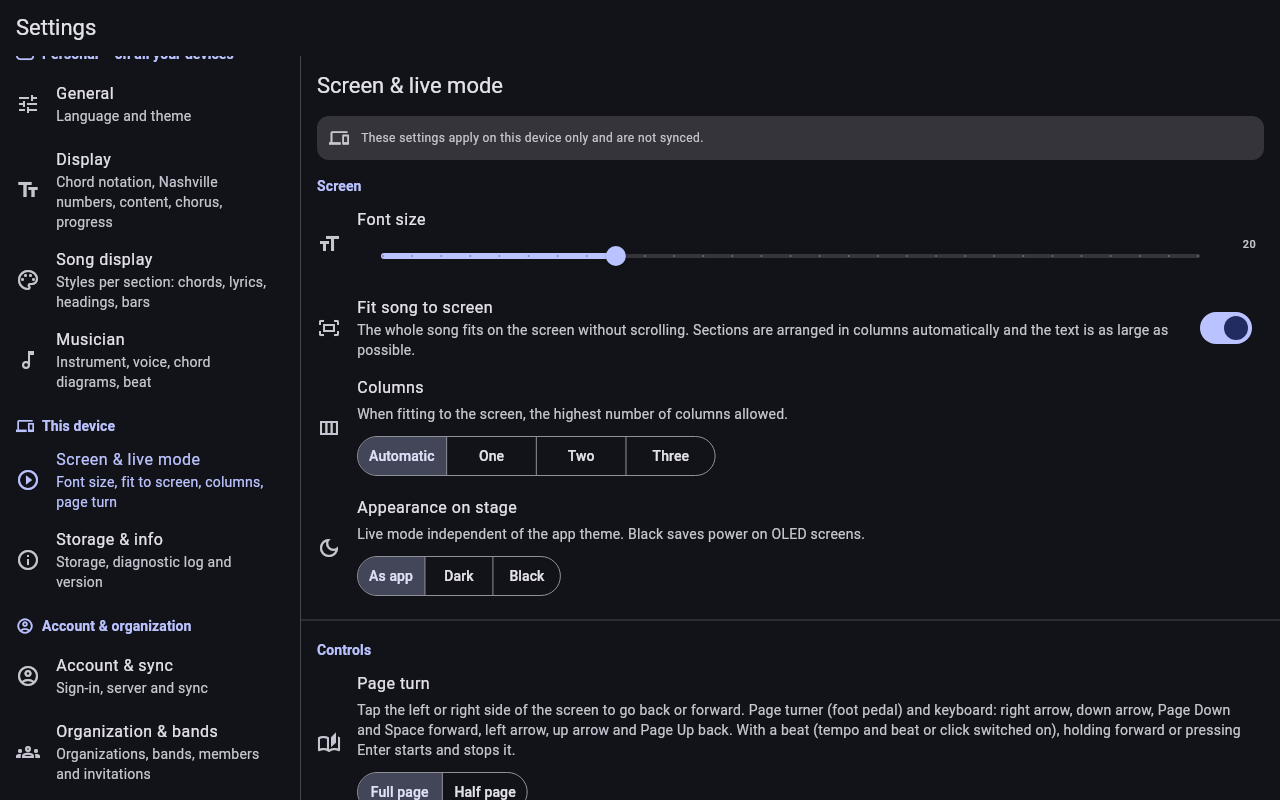 Settings
Personal – on all your devices
General
Language and theme
Display
Chord notation, Nashville
numbers, content, chorus,
progress
Song display
Styles per section: chords, lyrics,
headings, bars
Musician
Instrument, voice, chord
diagrams, beat
This device
Screen & live mode
Font size, fit to screen, columns,
page turn
Storage & info
Storage, diagnostic log and
version
Account & organization
Account & sync
Sign-in, server and sync
Organization & bands
Organizations, bands, members
and invitations
Screen & live mode
These settings apply on this device only and are not synced.
Screen
Font size
20
Fit song to screen
The whole song fits on the screen without scrolling. Sections are arranged in columns automatically and the text is as large as
possible.
Columns
When fitting to the screen, the highest number of columns allowed.
Automatic One Two Three
Appearance on stage
Live mode independent of the app theme. Black saves power on OLED screens.
As app Dark Black
Controls
Page turn
Tap the left or right side of the screen to go back or forward. Page turner (foot pedal) and keyboard: right arrow, down arrow, Page Down
and Space forward, left arrow, up arrow and Page Up back. With a beat (tempo and beat or click switched on), holding forward or pressing
Enter starts and stops it.
Full page Half page